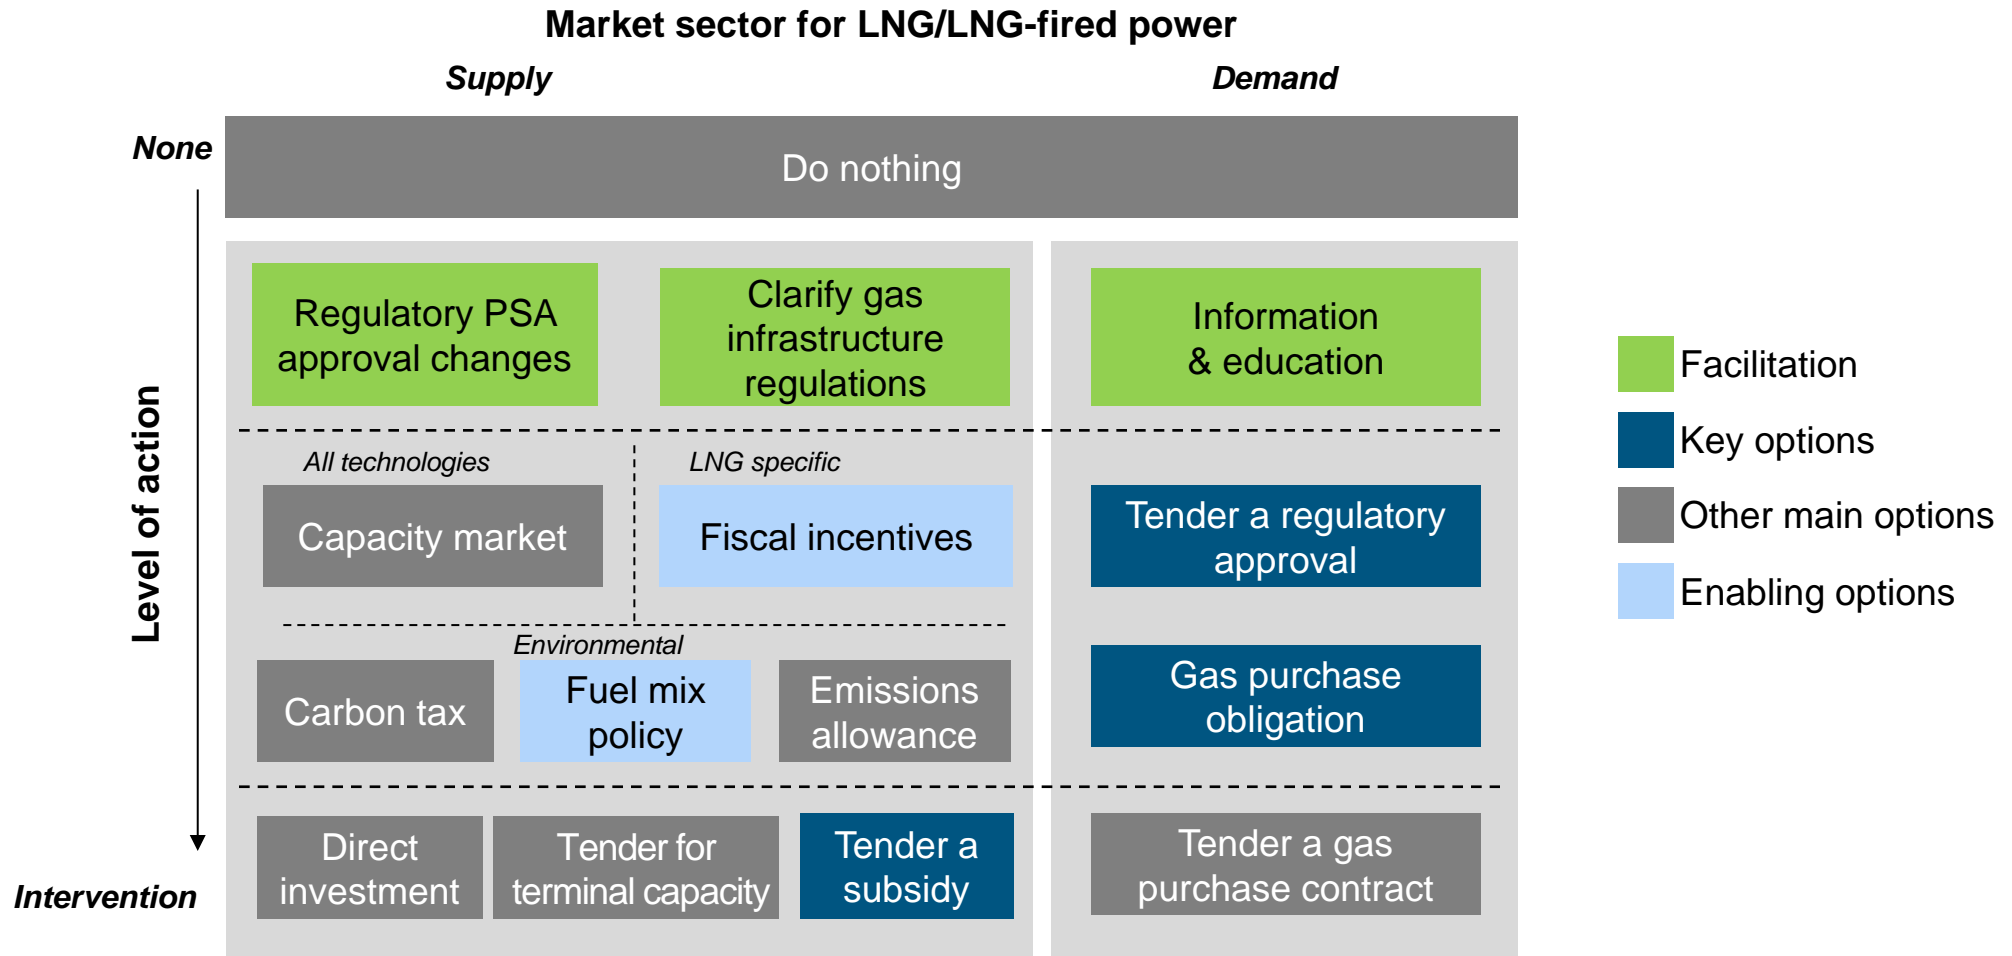 Market sector for LNG/LNG-fired power
Supply
Demand
None
Do nothing
Level of action
Regulatory PSA
approval changes
Clarify gas
infrastructure
regulations
Information
& education
All technologies
LNG specific
Capacity market
Fiscal incentives
Tender a regulatory
approval
Environmental
Carbon tax
Fuel mix
policy
Emissions
allowance
Gas purchase
obligation
Direct
investment
Tender for
terminal capacity
Tender a
subsidy
Tender a gas
purchase contract
Intervention
Facilitation
Key options
Other main options
Enabling options